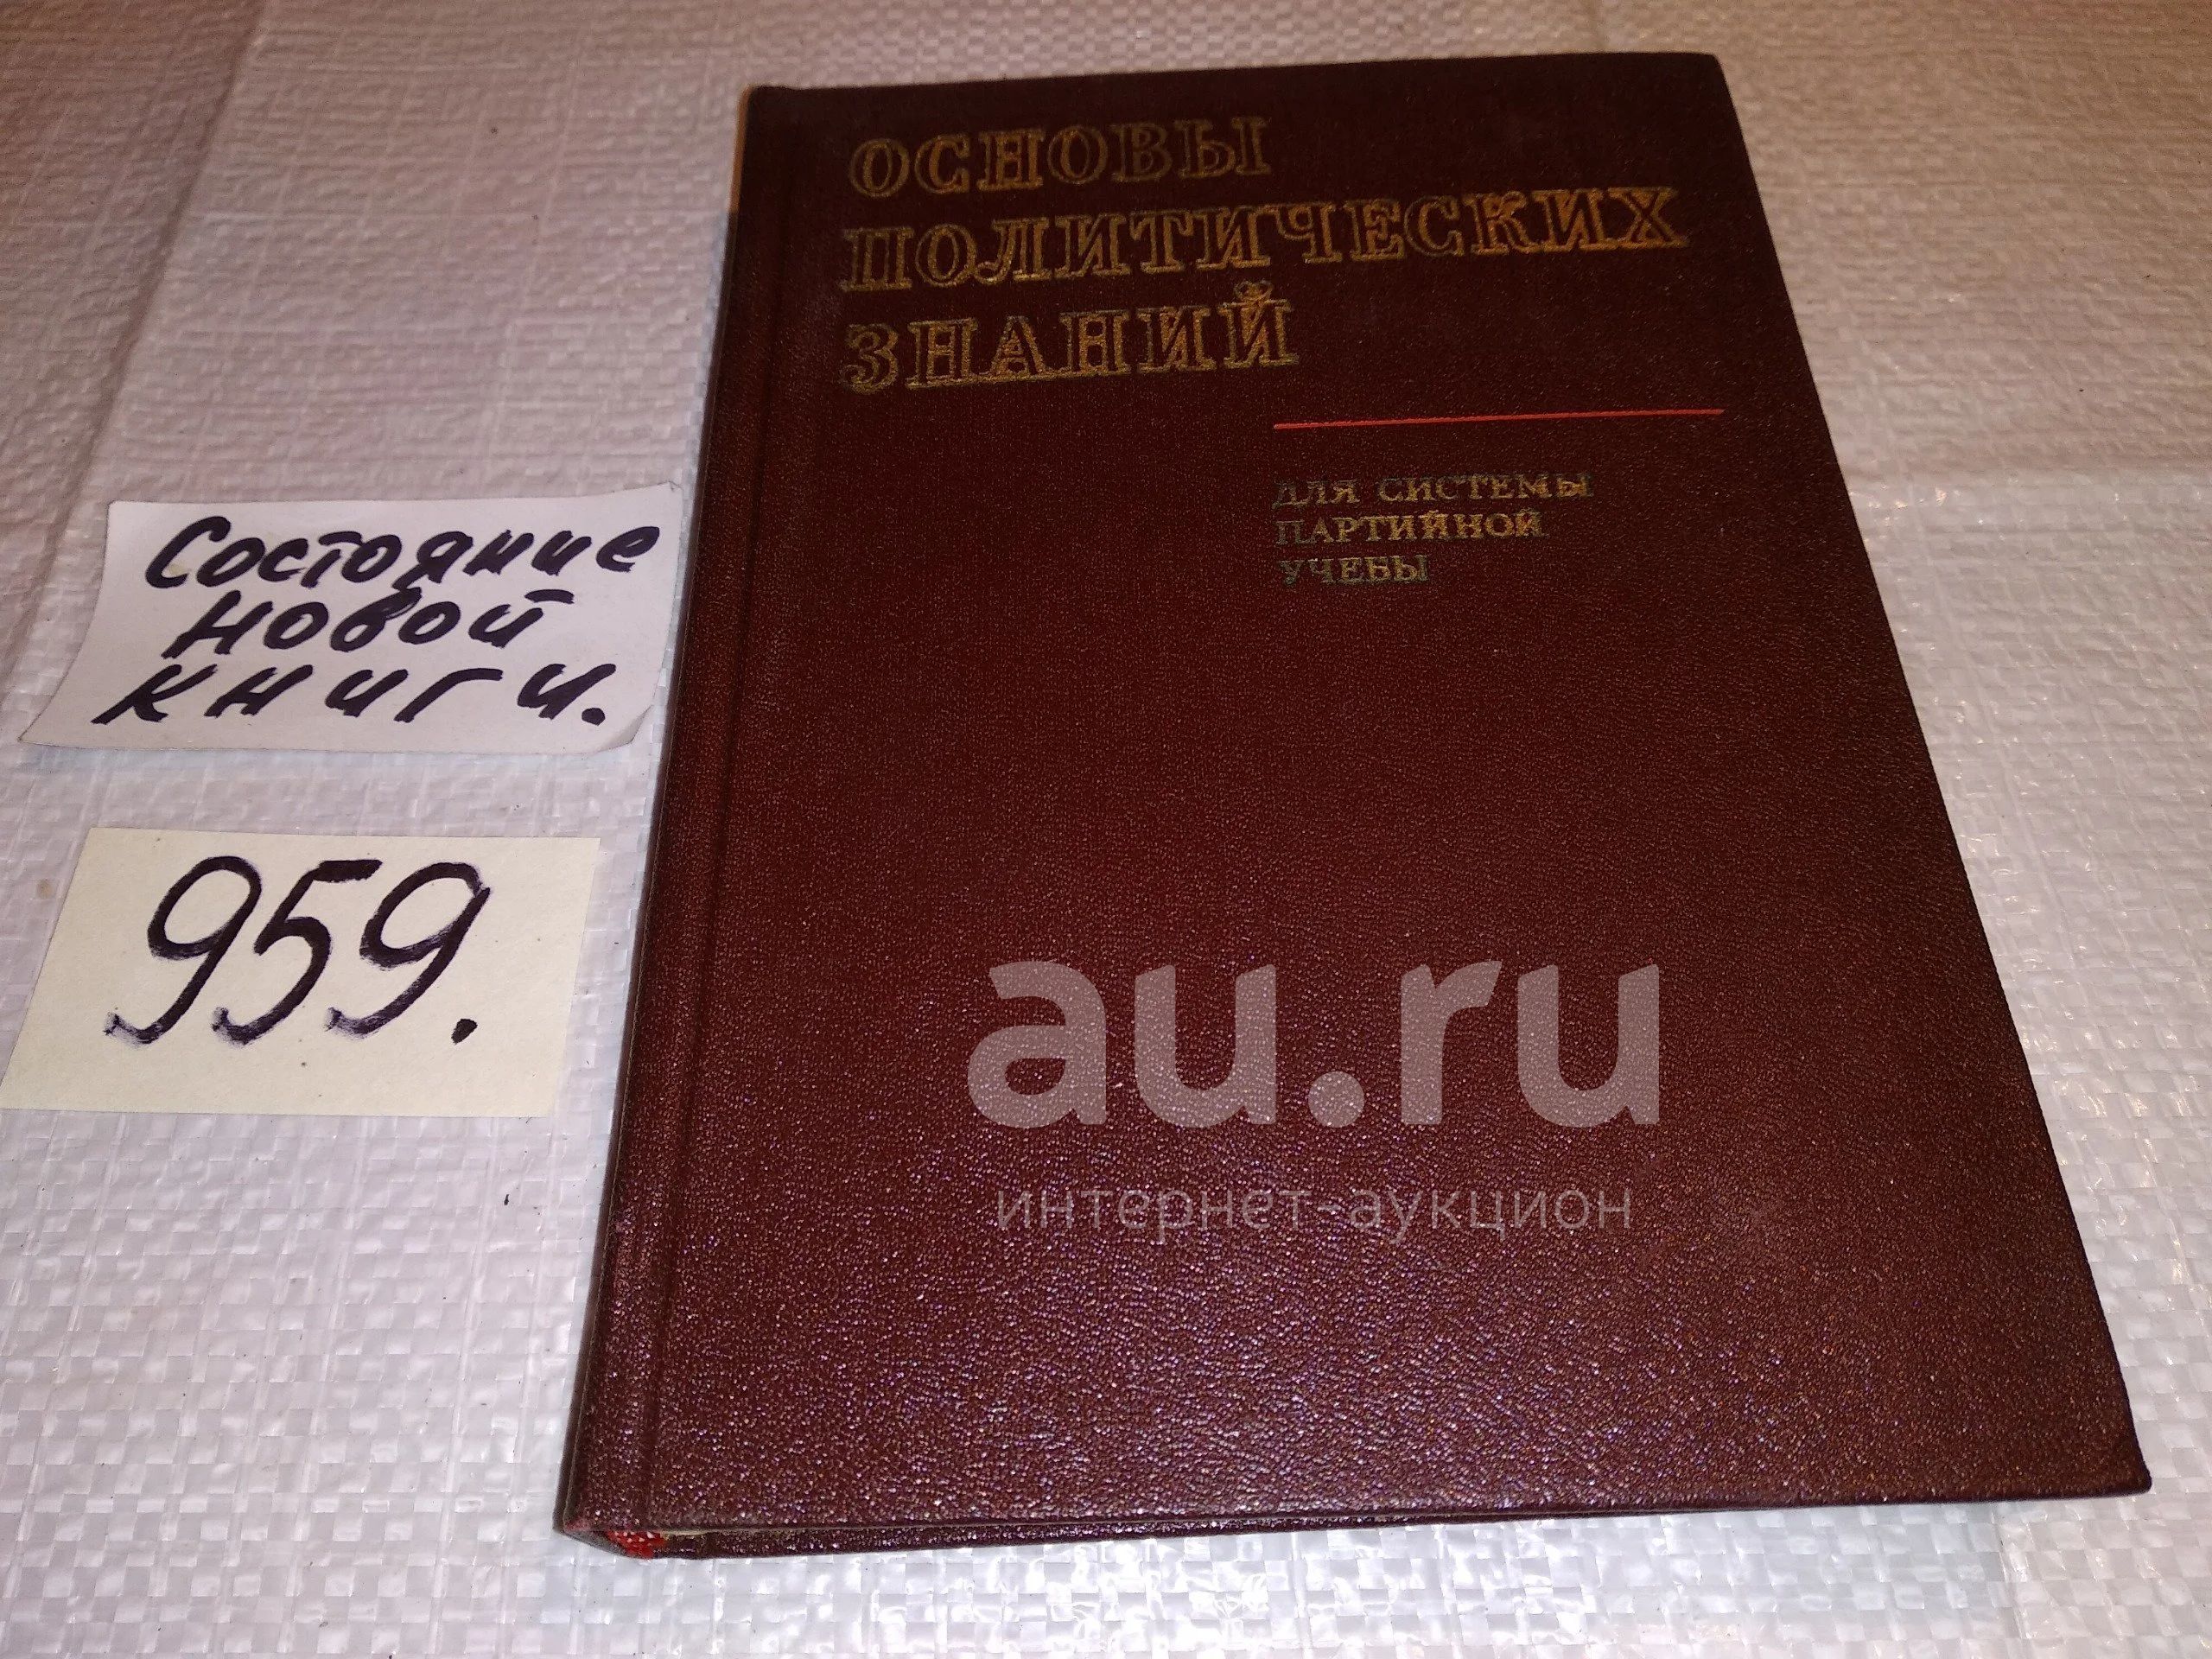 ОСНОВЫ
ПОЛИТИЧЕСКИХ
ЗНАНИЙ
ДЛЯ СИСТЕМЫ
ПАРТИЙНОЙ
УЧЕБЫ
Состояние
новой
книги.
959.
au.ru
интернет-аукцион